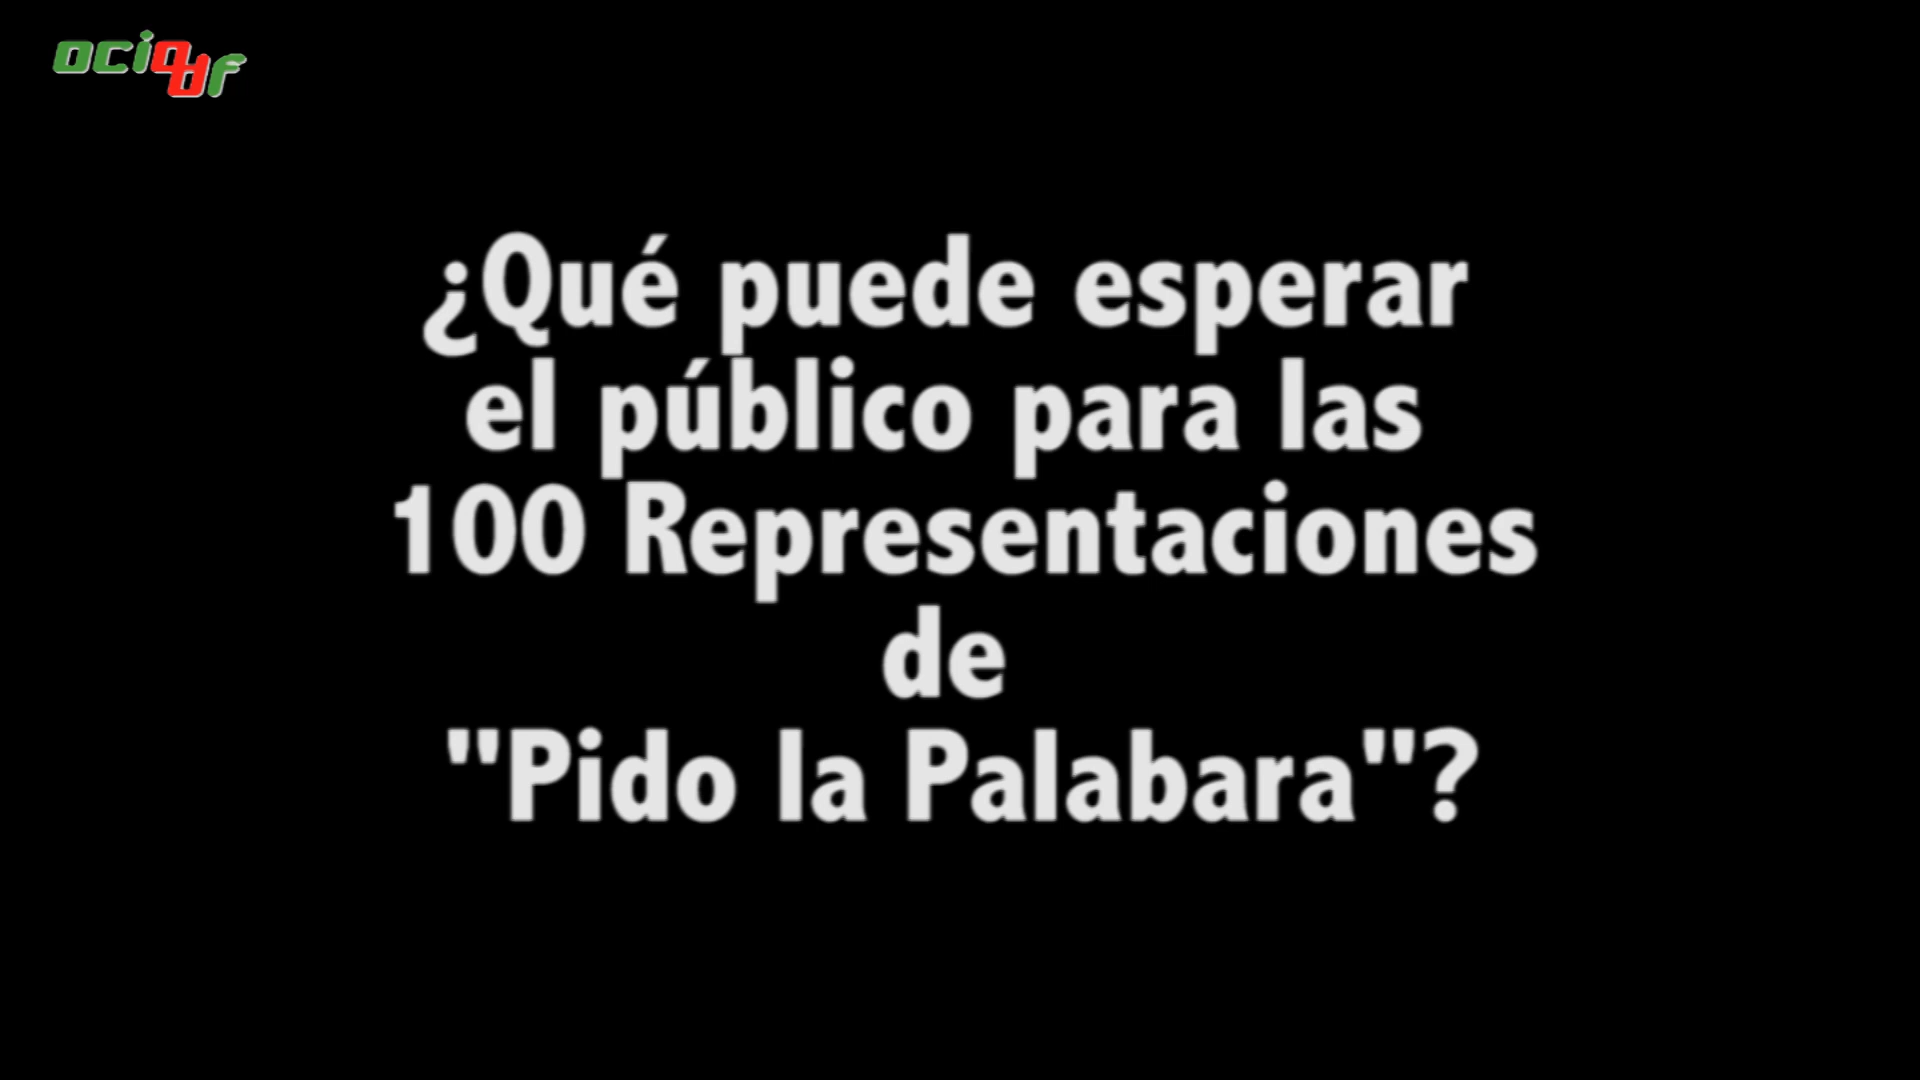 ociodf
¿Qué puede esperar
el público para las
100 Representaciones
de
"Pido la Palabara"?